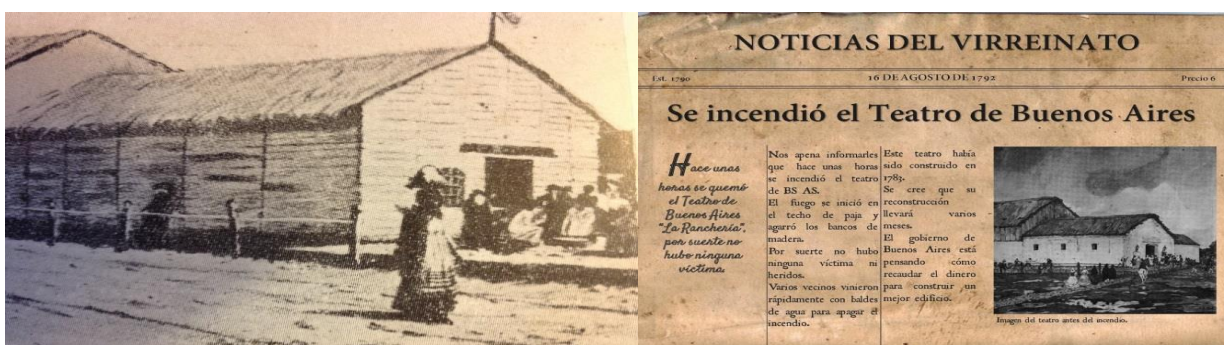 NOTICIAS DEL VIRREINATO
Est. 1790
16 DE AGOSTO DE 1792
Precio 6
Se incendió el Teatro de Buenos Aires
Hace unas
horas se quemó
el Teatro de
Buenos Aires
"La Ranchería",
por suerte no
hubo ninguna
víctima.
Nos apena informarles
que hace unas horas
se incendió el teatro
de BS AS.
El fuego se inició en
el techo de paja y
agarró los bancos de
madera.
Por suerte no hubo
ninguna víctima ni
heridos.
Varios vecinos vinieron
rápidamente con baldes
de agua para apagar el
incendio.
Este teatro había
sido construido en
1783.
Se cree que su
reconstrucción
llevará varios
meses.
El gobierno de
Buenos Aires está
pensando cómo
recaudar el dinero
para construir un
mejor edificio.
Imagen del teatro antes del incendio.